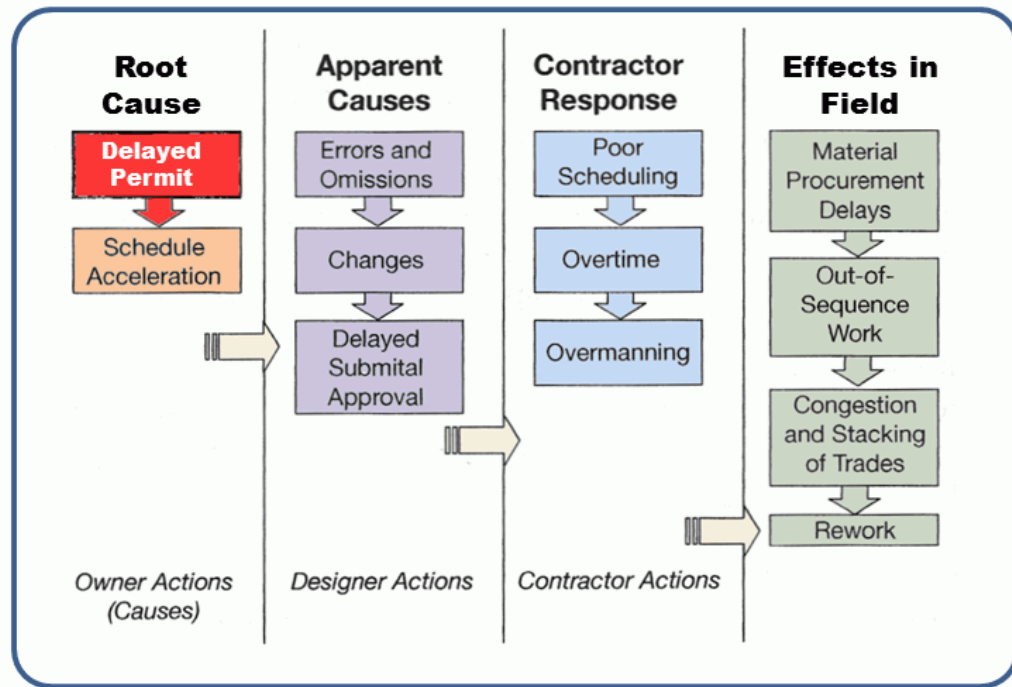 Root
Cause
Delayed
Permit
Schedule
Acceleration
Owner Actions
(Causes)
Apparent
Causes
Errors and
Omissions
Changes
Delayed
Submital
Approval
Designer Actions
Contractor
Response
Poor
Scheduling
Overtime
Overmanning
Contractor Actions
Effects in
Field
Material
Procurement
Delays
Out-of-
Sequence
Work
Congestion
and Stacking
of Trades
Rework